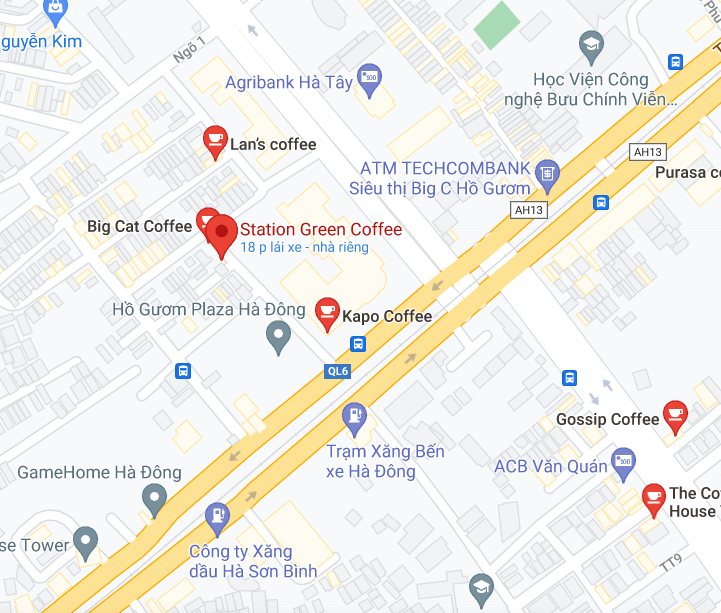 guyễn Kim
Ngõ 1
Agribank Hà Tây
Học Viện Công
nghệ Bưu Chính Viễn...
Lan's coffee
AH13
ATM TECHCOMBANK
Siêu thị Big C Hồ Gươm
Purasa c
AH13
Big Cat Coffee
Station Green Coffee
18 p lái xe - nhà riêng
Hồ Gươm Plaza Hà Đông
Kapo Coffee
QL6
Gossip Coffee
Trạm Xăng Bến
xe Hà Đông
ACB Văn Quán
GameHome Hà Đông
The Co
House
se Tower
Công ty Xăng
dầu Hà Sơn Bình
TT9